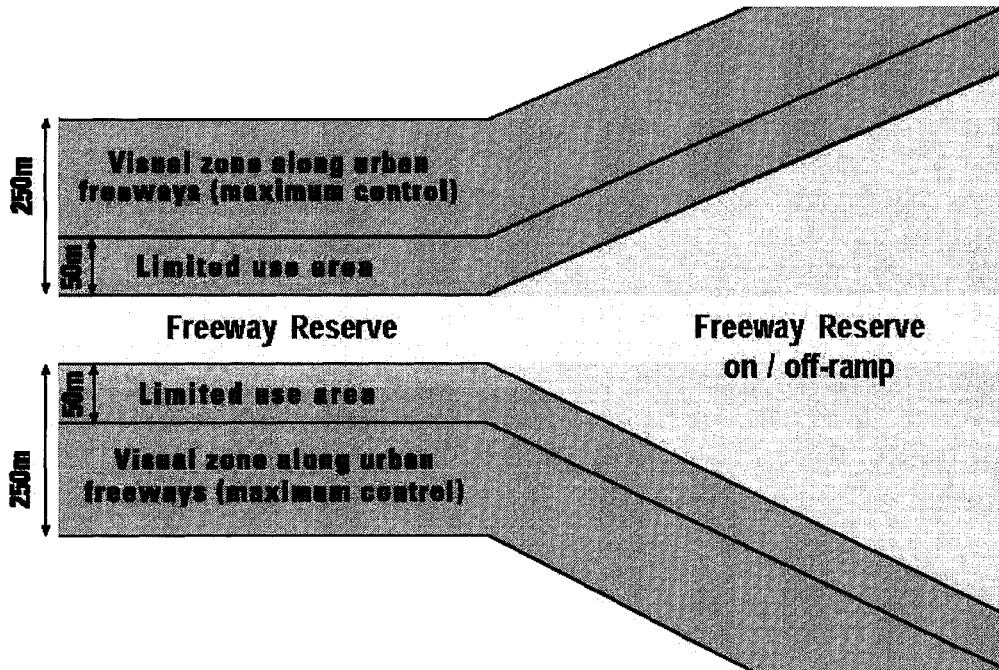 250m
Visual zone along urban
freeways (maximum control)
50m
Limited use area
Freeway Reserve
Freeway Reserve
on / off-ramp
50m
Limited use area
250m
Visual zone along urban
freeways (maximum control)